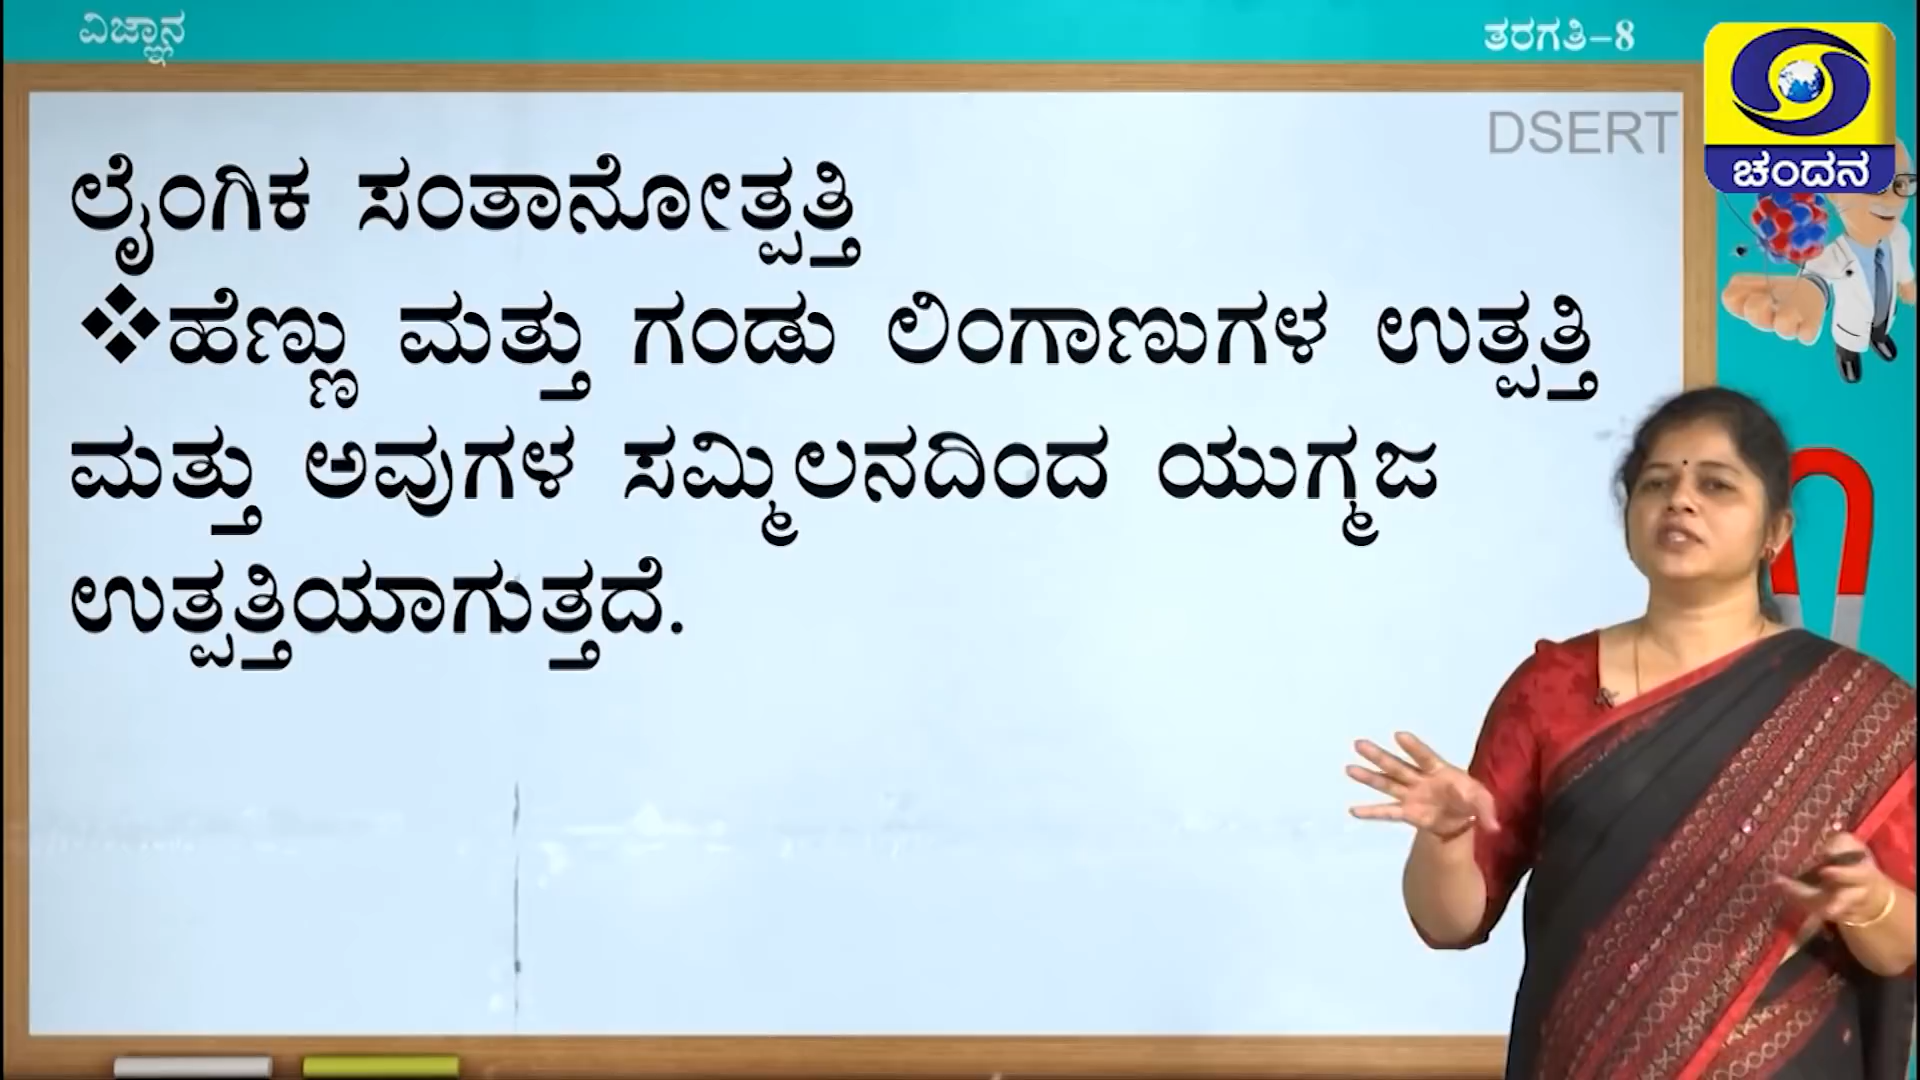 ವಿಜ್ಞಾನ
ತರಗತಿ-8
DSERT
ಚಂದನ
ಲೈಂಗಿಕ ಸಂತಾನೋತ್ಪತ್ತಿ
❖ಹೆಣ್ಣು ಮತ್ತು ಗಂಡು ಲಿಂಗಾಣುಗಳ ಉತ್ಪತ್ತಿ
ಮತ್ತು ಅವುಗಳ ಸಮ್ಮಿಲನದಿಂದ ಯುಗ್ಮಜ
ಉತ್ಪತ್ತಿಯಾಗುತ್ತದೆ.